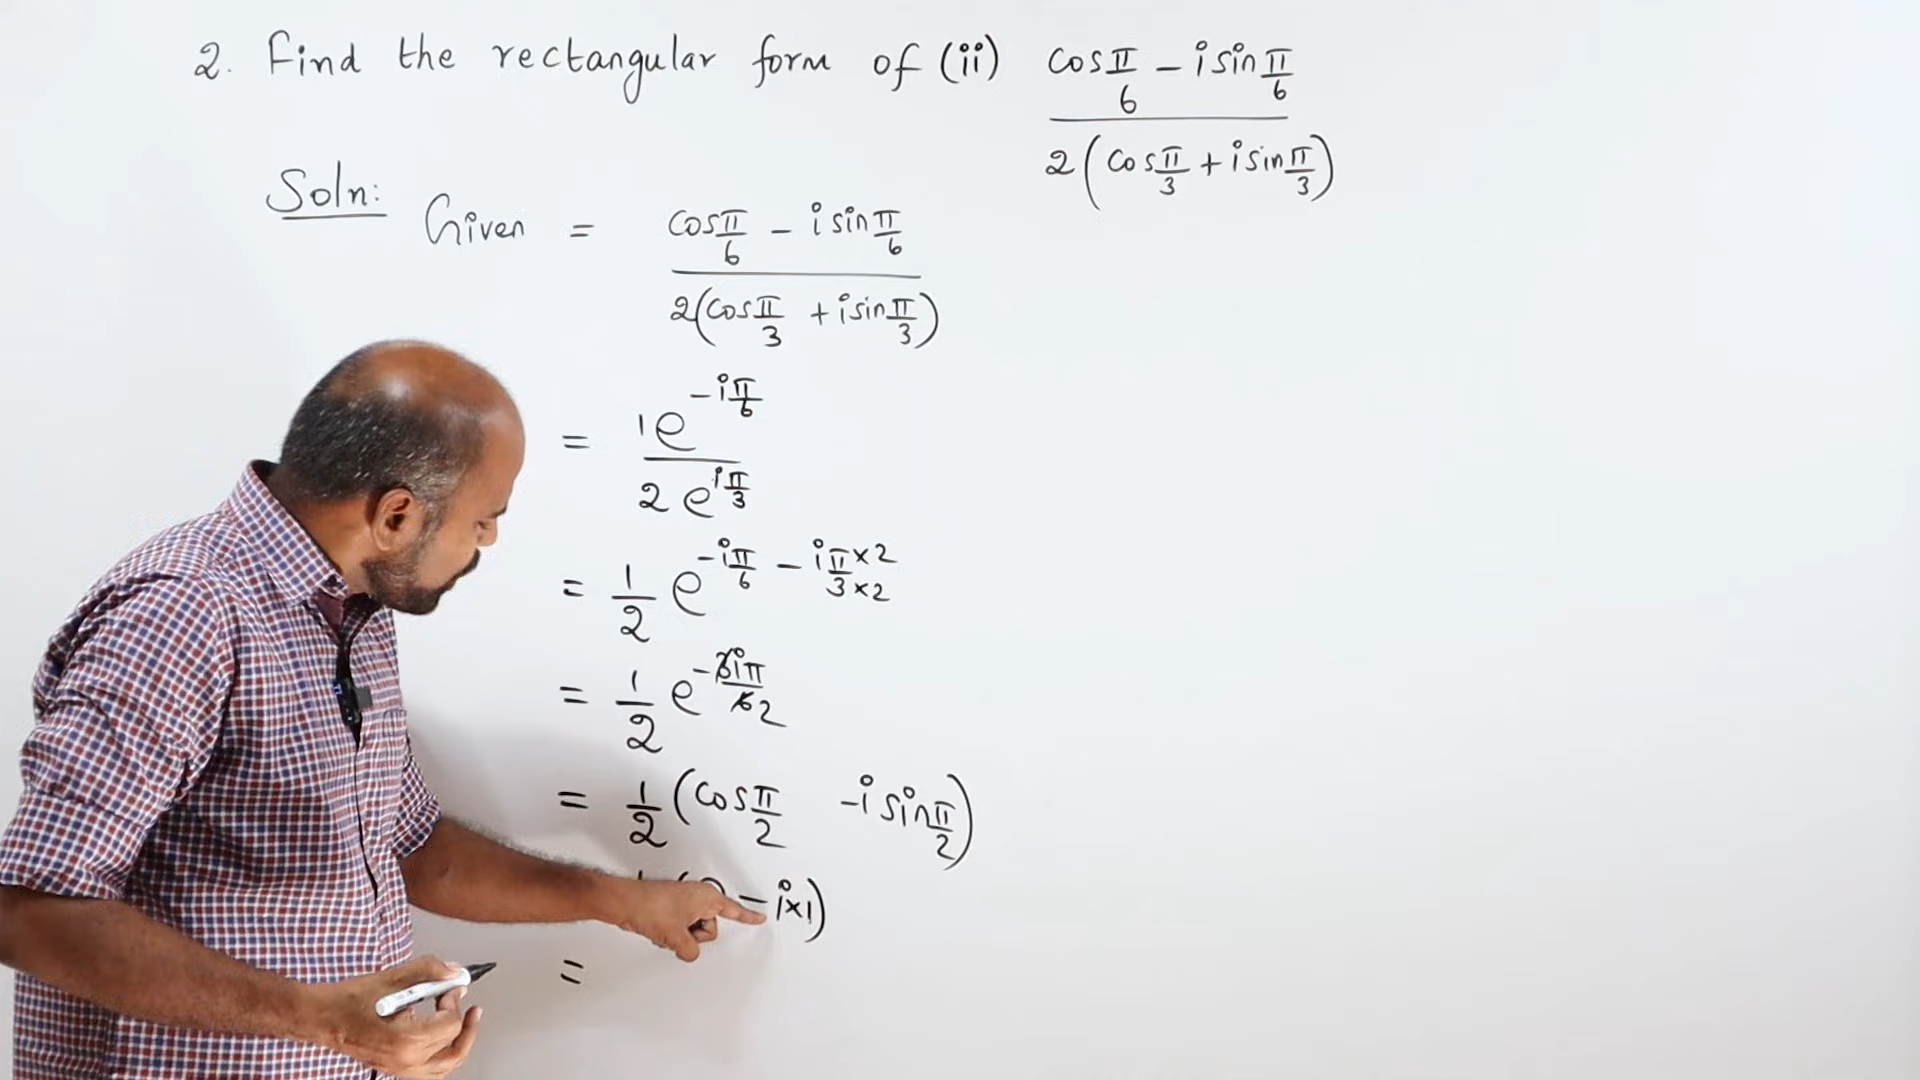 2. Find the rectangular form of (ii) (cos π/6 - i sin π/6) / 2(cos π/3 + i sin π/3)
Soln: Given = (cos π/6 - i sin π/6) / 2(cos π/3 + i sin π/3)
= 1e^(-iπ/6) / 2e^(iπ/3)
= 1/2 e^(-iπ/6 - iπ×2/3×2)
= 1/2 e^(-3iπ/6 2)
= 1/2 (cos π/2 - i sin π/2)
- i×1)
=